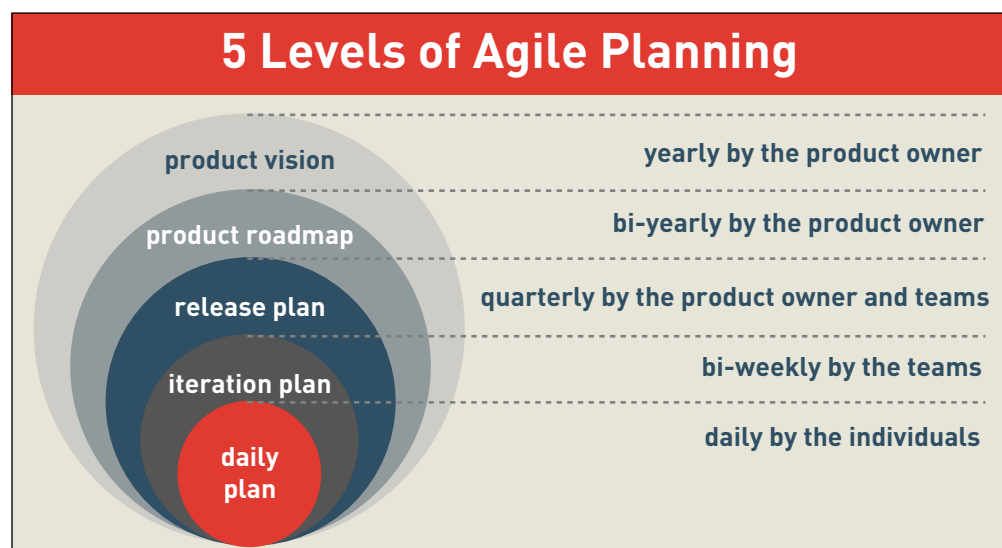 5 Levels of Agile Planning
product vision
yearly by the product owner
product roadmap
bi-yearly by the product owner
release plan
quarterly by the product owner and teams
iteration plan
bi-weekly by the teams
daily
plan
daily by the individuals